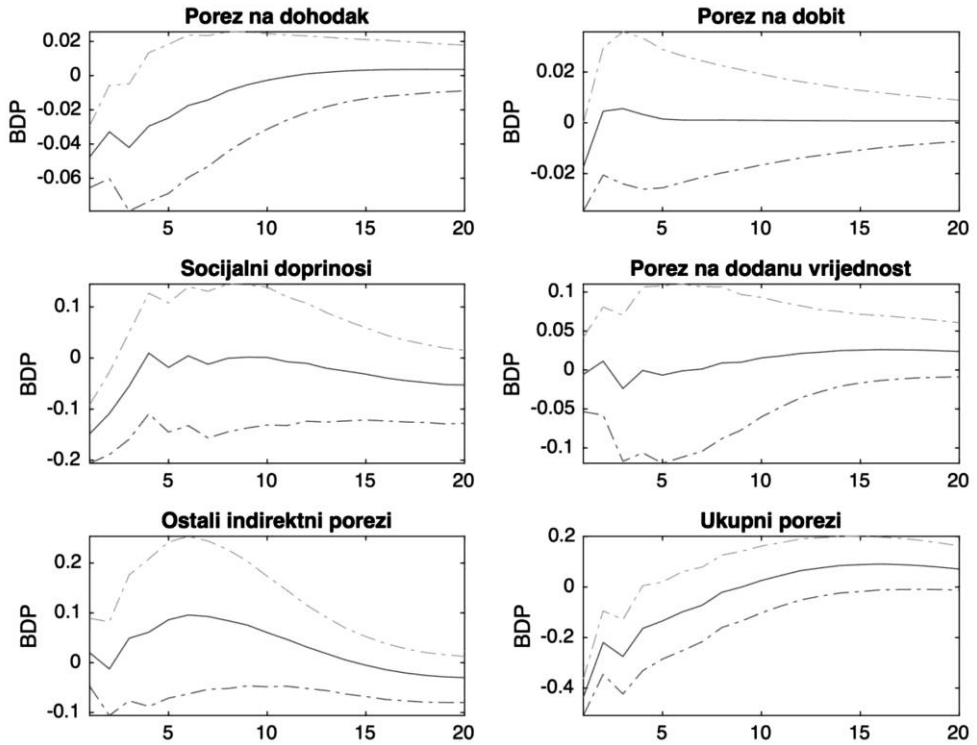 Porez na dohodak
BDP
0.02
0
-0.02
-0.04
-0.06
5 10 15 20
Porez na dobit
BDP
0.02
0
-0.02
5 10 15 20
Socijalni doprinosi
BDP
0.1
0
-0.1
-0.2
5 10 15 20
Porez na dodanu vrijednost
BDP
0.1
0.05
0
-0.05
-0.1
5 10 15 20
Ostali indirektni porezi
BDP
0.2
0.1
0
-0.1
5 10 15 20
Ukupni porezi
BDP
0.2
0
-0.2
-0.4
5 10 15 20